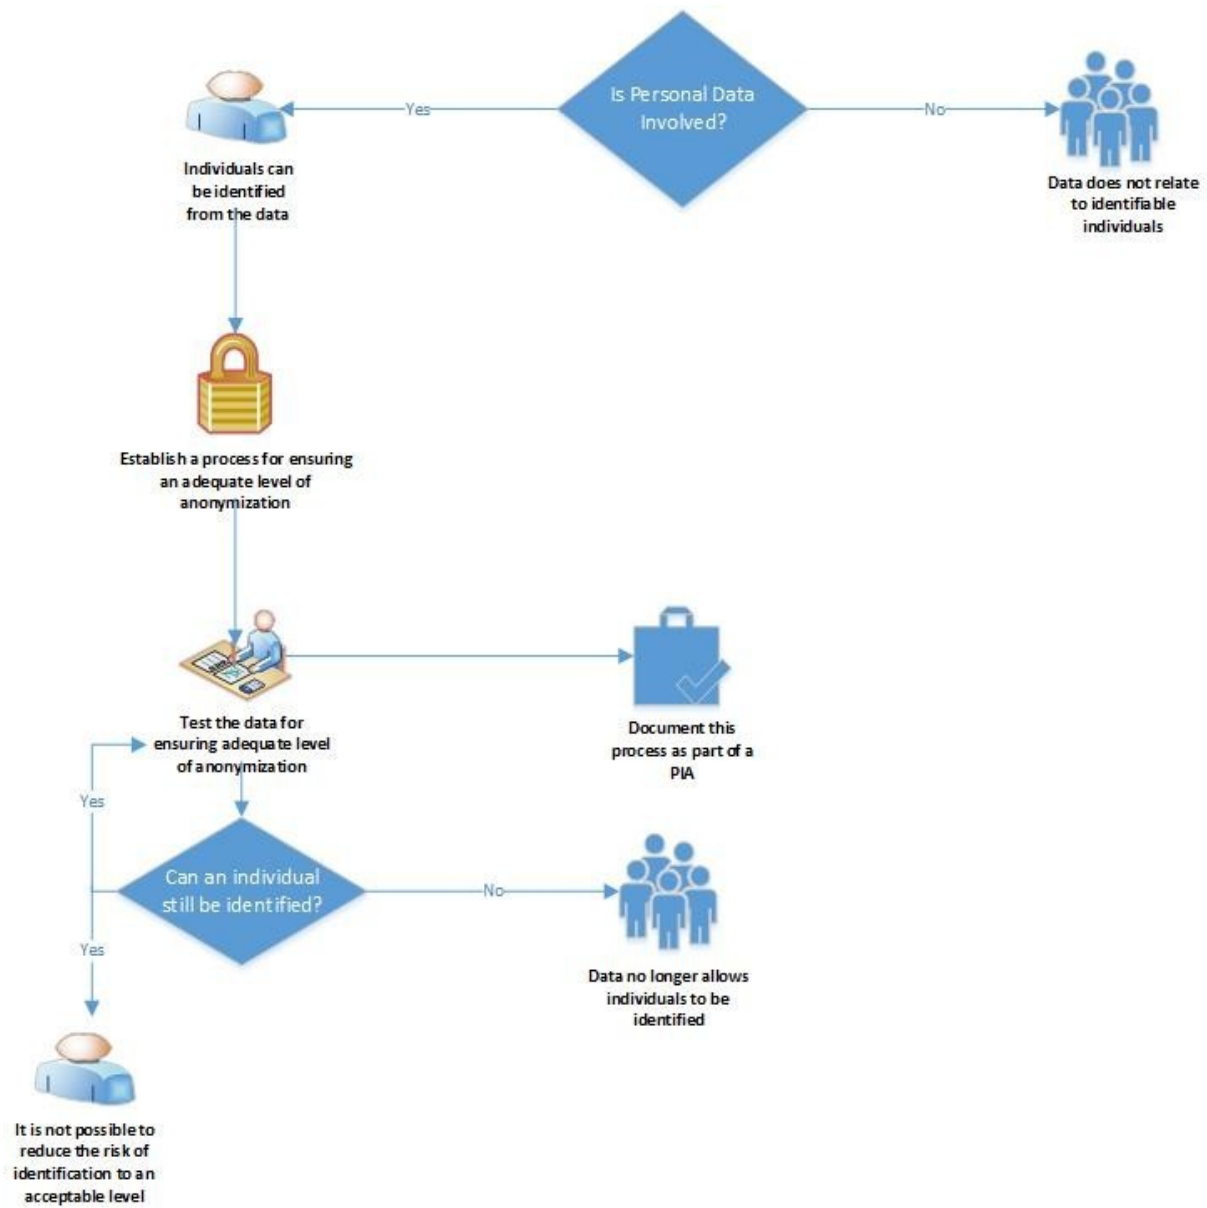 Is Personal Data
Involved?
Yes
No
Individuals can
be identified
from the data
Data does not relate
to identifiable
individuals
Establish a process for ensuring
an adequate level of
anonymization
Test the data for
ensuring adequate level
of anonymization
Document this
process as part of a
PIA
Yes
Can an individual
still be identified?
No
Yes
Data no longer allows
individuals to be
identified
It is not possible to
reduce the risk of
identification to an
acceptable level